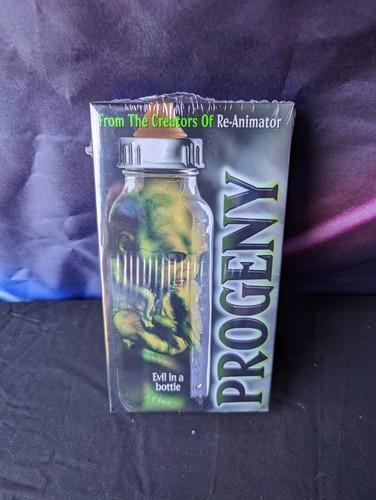 From The Creators Of Re-Animator
PROGENY
Evil in a
bottle